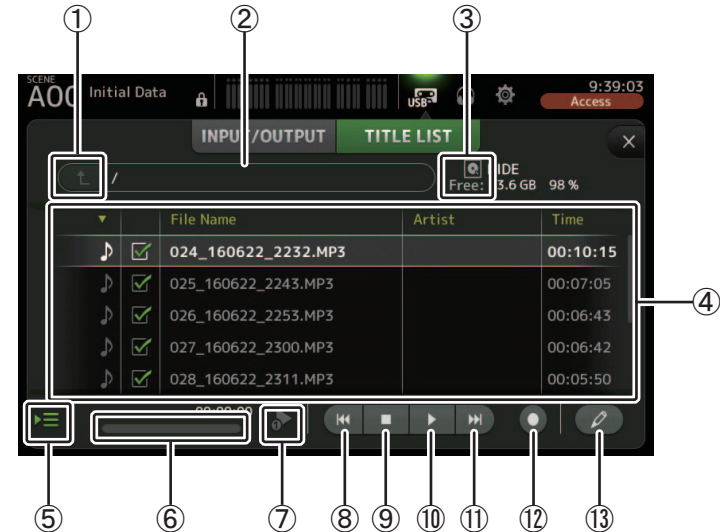 ① ② ③
SCENE
A00 Initial Data
USB
9:39:03
Access
INPUT/OUTPUT TITLE LIST
/
IDE
Free: 3.6 GB 98 %
File Name Artist Time
024_160622_2232.MP3 00:10:15
025_160622_2243.MP3 00:07:05
026_160622_2253.MP3 00:06:43
027_160622_2300.MP3 00:06:42
028_160622_2311.MP3 00:05:50
④
⑤ ⑥ ⑦ ⑧ ⑨ ⑩ ⑪ ⑫ ⑬